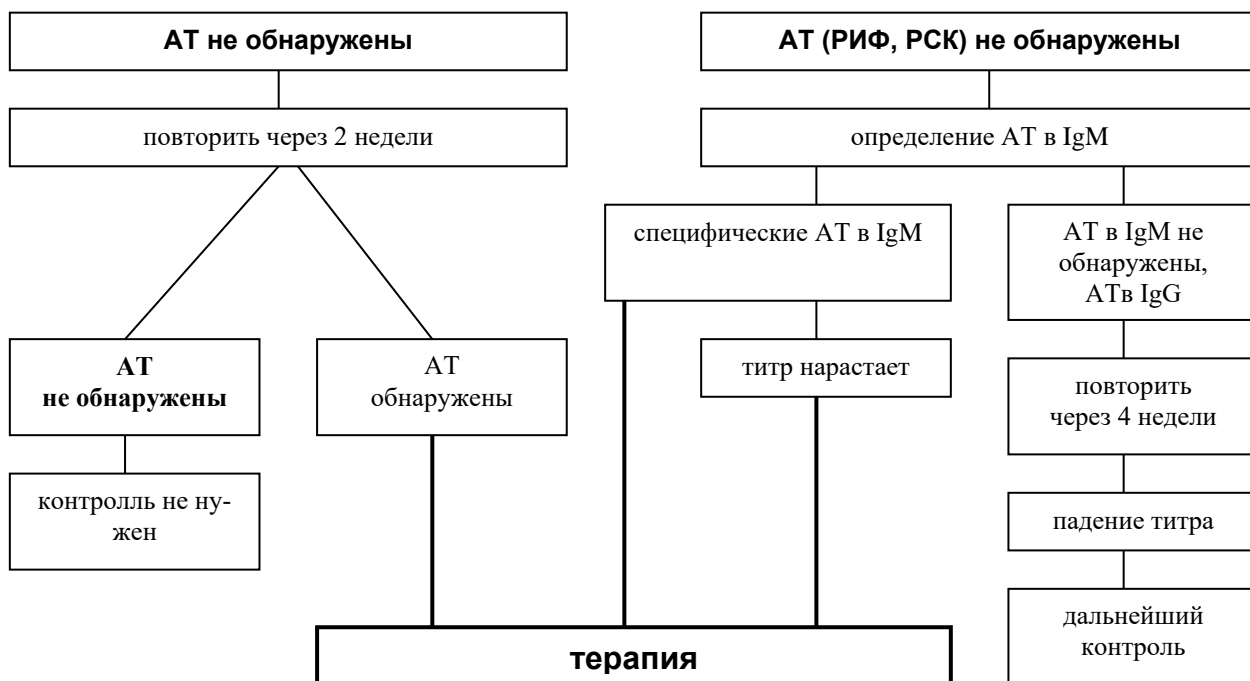 АТ не обнаружены
АТ (РИФ, РСК) не обнаружены
повторить через 2 недели
определение АТ в IgM
специфические АТ в IgM
АТ в IgM не
обнаружены,
АТв IgG
АТ
не обнаружены
АТ
обнаружены
титр нарастает
повторить
через 4 недели
контролль не ну-
жен
падение титра
дальнейший
контроль
терапия